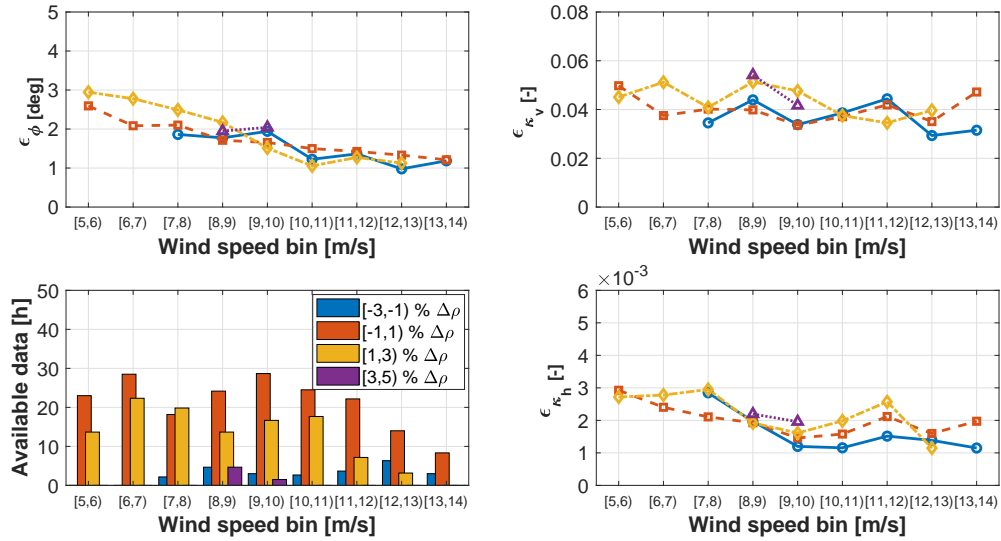 5
4
3
2
1
0
ϵ_ϕ [deg]
[5,6) [6,7) [7,8) [8,9) [9,10) [10,11) [11,12) [12,13) [13,14)
Wind speed bin [m/s]
0.08
0.06
0.04
0.02
0
ϵ_κ_v [-]
[5,6) [6,7) [7,8) [8,9) [9,10) [10,11) [11,12) [12,13) [13,14)
Wind speed bin [m/s]
50
40
30
20
10
0
Available data [h]
[-3,-1) % Δρ
[-1,1) % Δρ
[1,3) % Δρ
[3,5) % Δρ
[5,6) [6,7) [7,8) [8,9) [9,10) [10,11) [11,12) [12,13) [13,14)
Wind speed bin [m/s]
×10⁻³
6
5
4
3
2
1
0
ϵ_κ_h [-]
[5,6) [6,7) [7,8) [8,9) [9,10) [10,11) [11,12) [12,13) [13,14)
Wind speed bin [m/s]